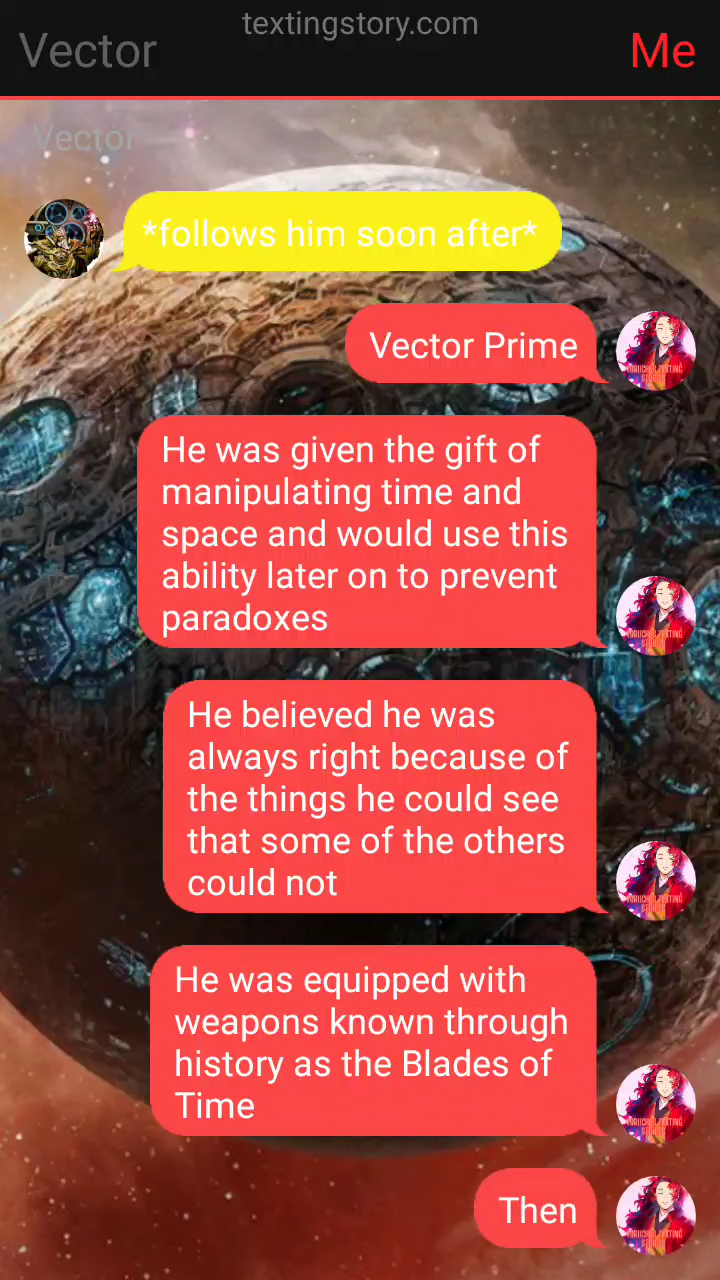 textingstory.com
Vector
Me
Vector
*follows him soon after*
Vector Prime
He was given the gift of
manipulating time and
space and would use this
ability later on to prevent
paradoxes
He believed he was
always right because of
the things he could see
that some of the others
could not
He was equipped with
weapons known through
history as the Blades of
Time
Then